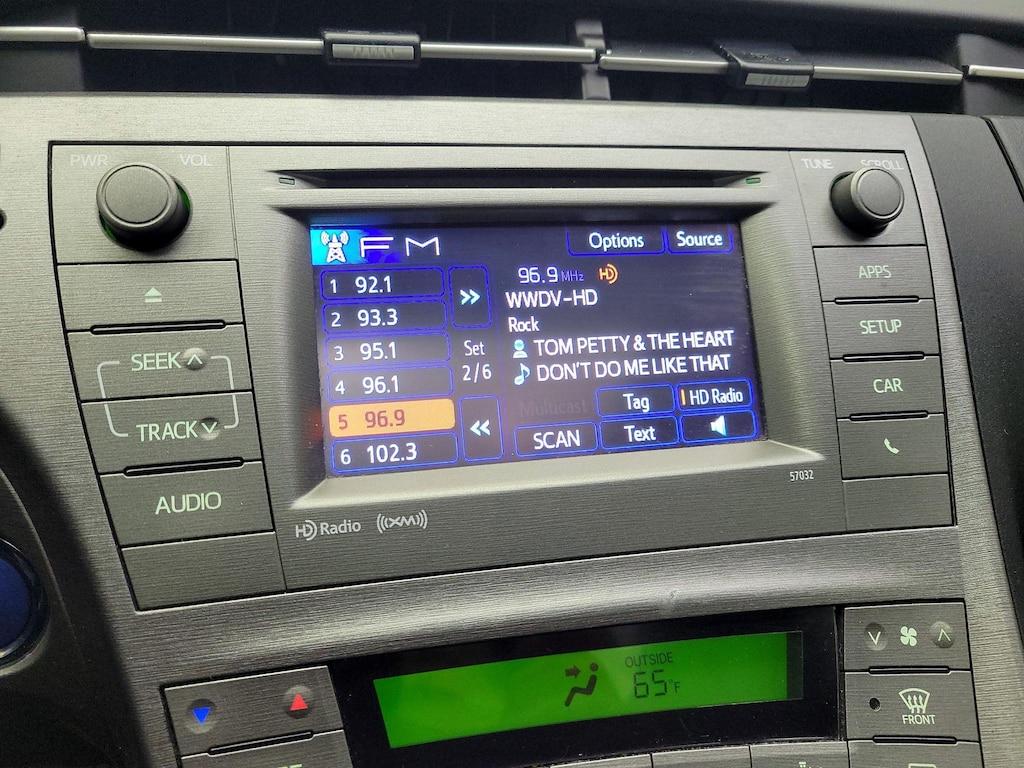 PWR VOL
TUNE SCROLL
FM
Options Source
1 92.1
2 93.3
3 95.1
4 96.1
5 96.9
6 102.3
>>
Set
2/6
<<
96.9 MHz HD
WWDV-HD
Rock
TOM PETTY & THE HEART
DON'T DO ME LIKE THAT
Multicast Tag HD Radio
SCAN Text
SEEK
TRACK
AUDIO
APPS
SETUP
CAR
57032
HD Radio ((XM))
OUTSIDE
65°F
FRONT